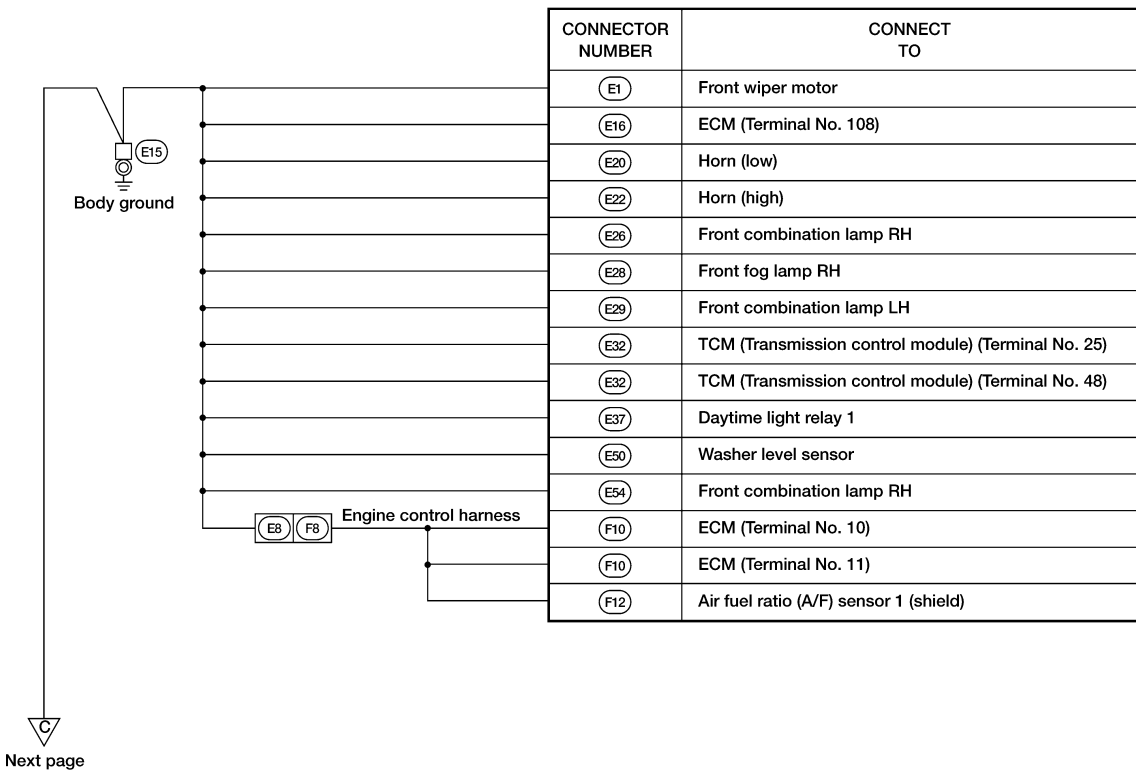 CONNECTOR
NUMBER
CONNECT
TO
E1 Front wiper motor
E16 ECM (Terminal No. 108)
E20 Horn (low)
E22 Horn (high)
E26 Front combination lamp RH
E28 Front fog lamp RH
E29 Front combination lamp LH
E32 TCM (Transmission control module) (Terminal No. 25)
E32 TCM (Transmission control module) (Terminal No. 48)
E37 Daytime light relay 1
E50 Washer level sensor
E54 Front combination lamp RH
F10 ECM (Terminal No. 10)
F10 ECM (Terminal No. 11)
F12 Air fuel ratio (A/F) sensor 1 (shield)
E15
Body ground
E8 F8 Engine control harness
C
Next page